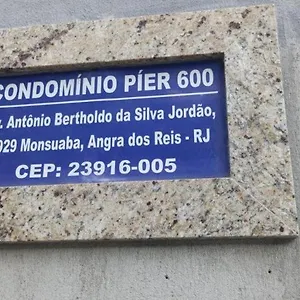 CONDOMÍNIO PÍER 600
. Antônio Bertholdo da Silva Jordão,
929 Monsuaba, Angra dos Reis - RJ
CEP: 23916-005